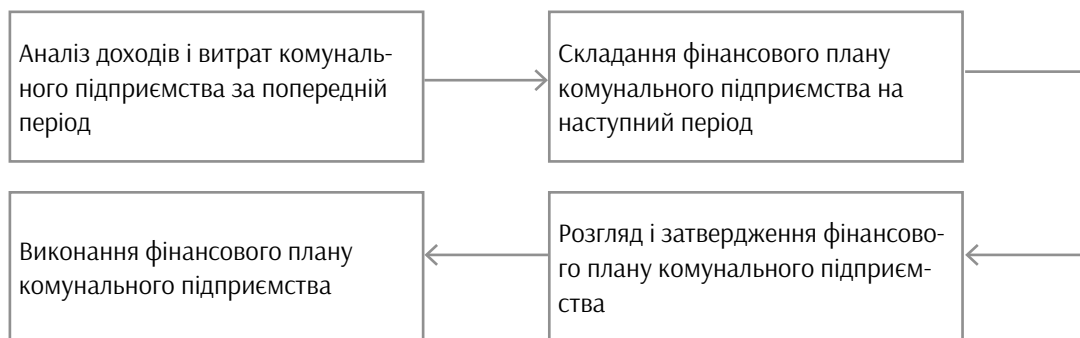 Аналіз доходів і витрат комуналь-
ного підприємства за попередній
період
Складання фінансового плану
комунального підприємства на
наступний період
Розгляд і затвердження фінансово-
го плану комунального підприєм-
ства
Виконання фінансового плану
комунального підприємства